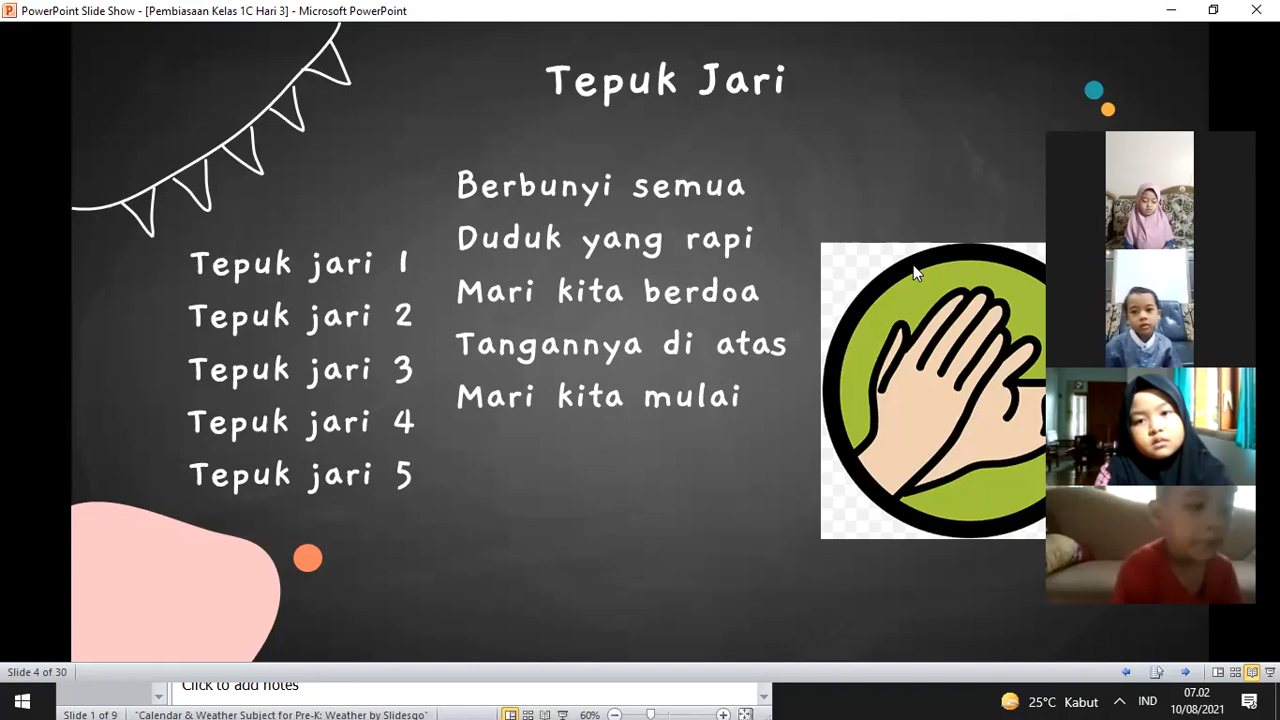 PowerPoint Slide Show - [Pembiasaan Kelas 1C Hari 3] - Microsoft PowerPoint
Tepuk Jari
Tepuk jari 1
Tepuk jari 2
Tepuk jari 3
Tepuk jari 4
Tepuk jari 5
Berbunyi semua
Duduk yang rapi
Mari kita berdoa
Tangannya di atas
Mari kita mulai
Slide 4 of 30
Click to add notes
Slide 1 of 9
"Calendar & Weather Subject for Pre-K: Weather by Slidesgo"
60%
25°C Kabut
IND
07.02
10/08/2021